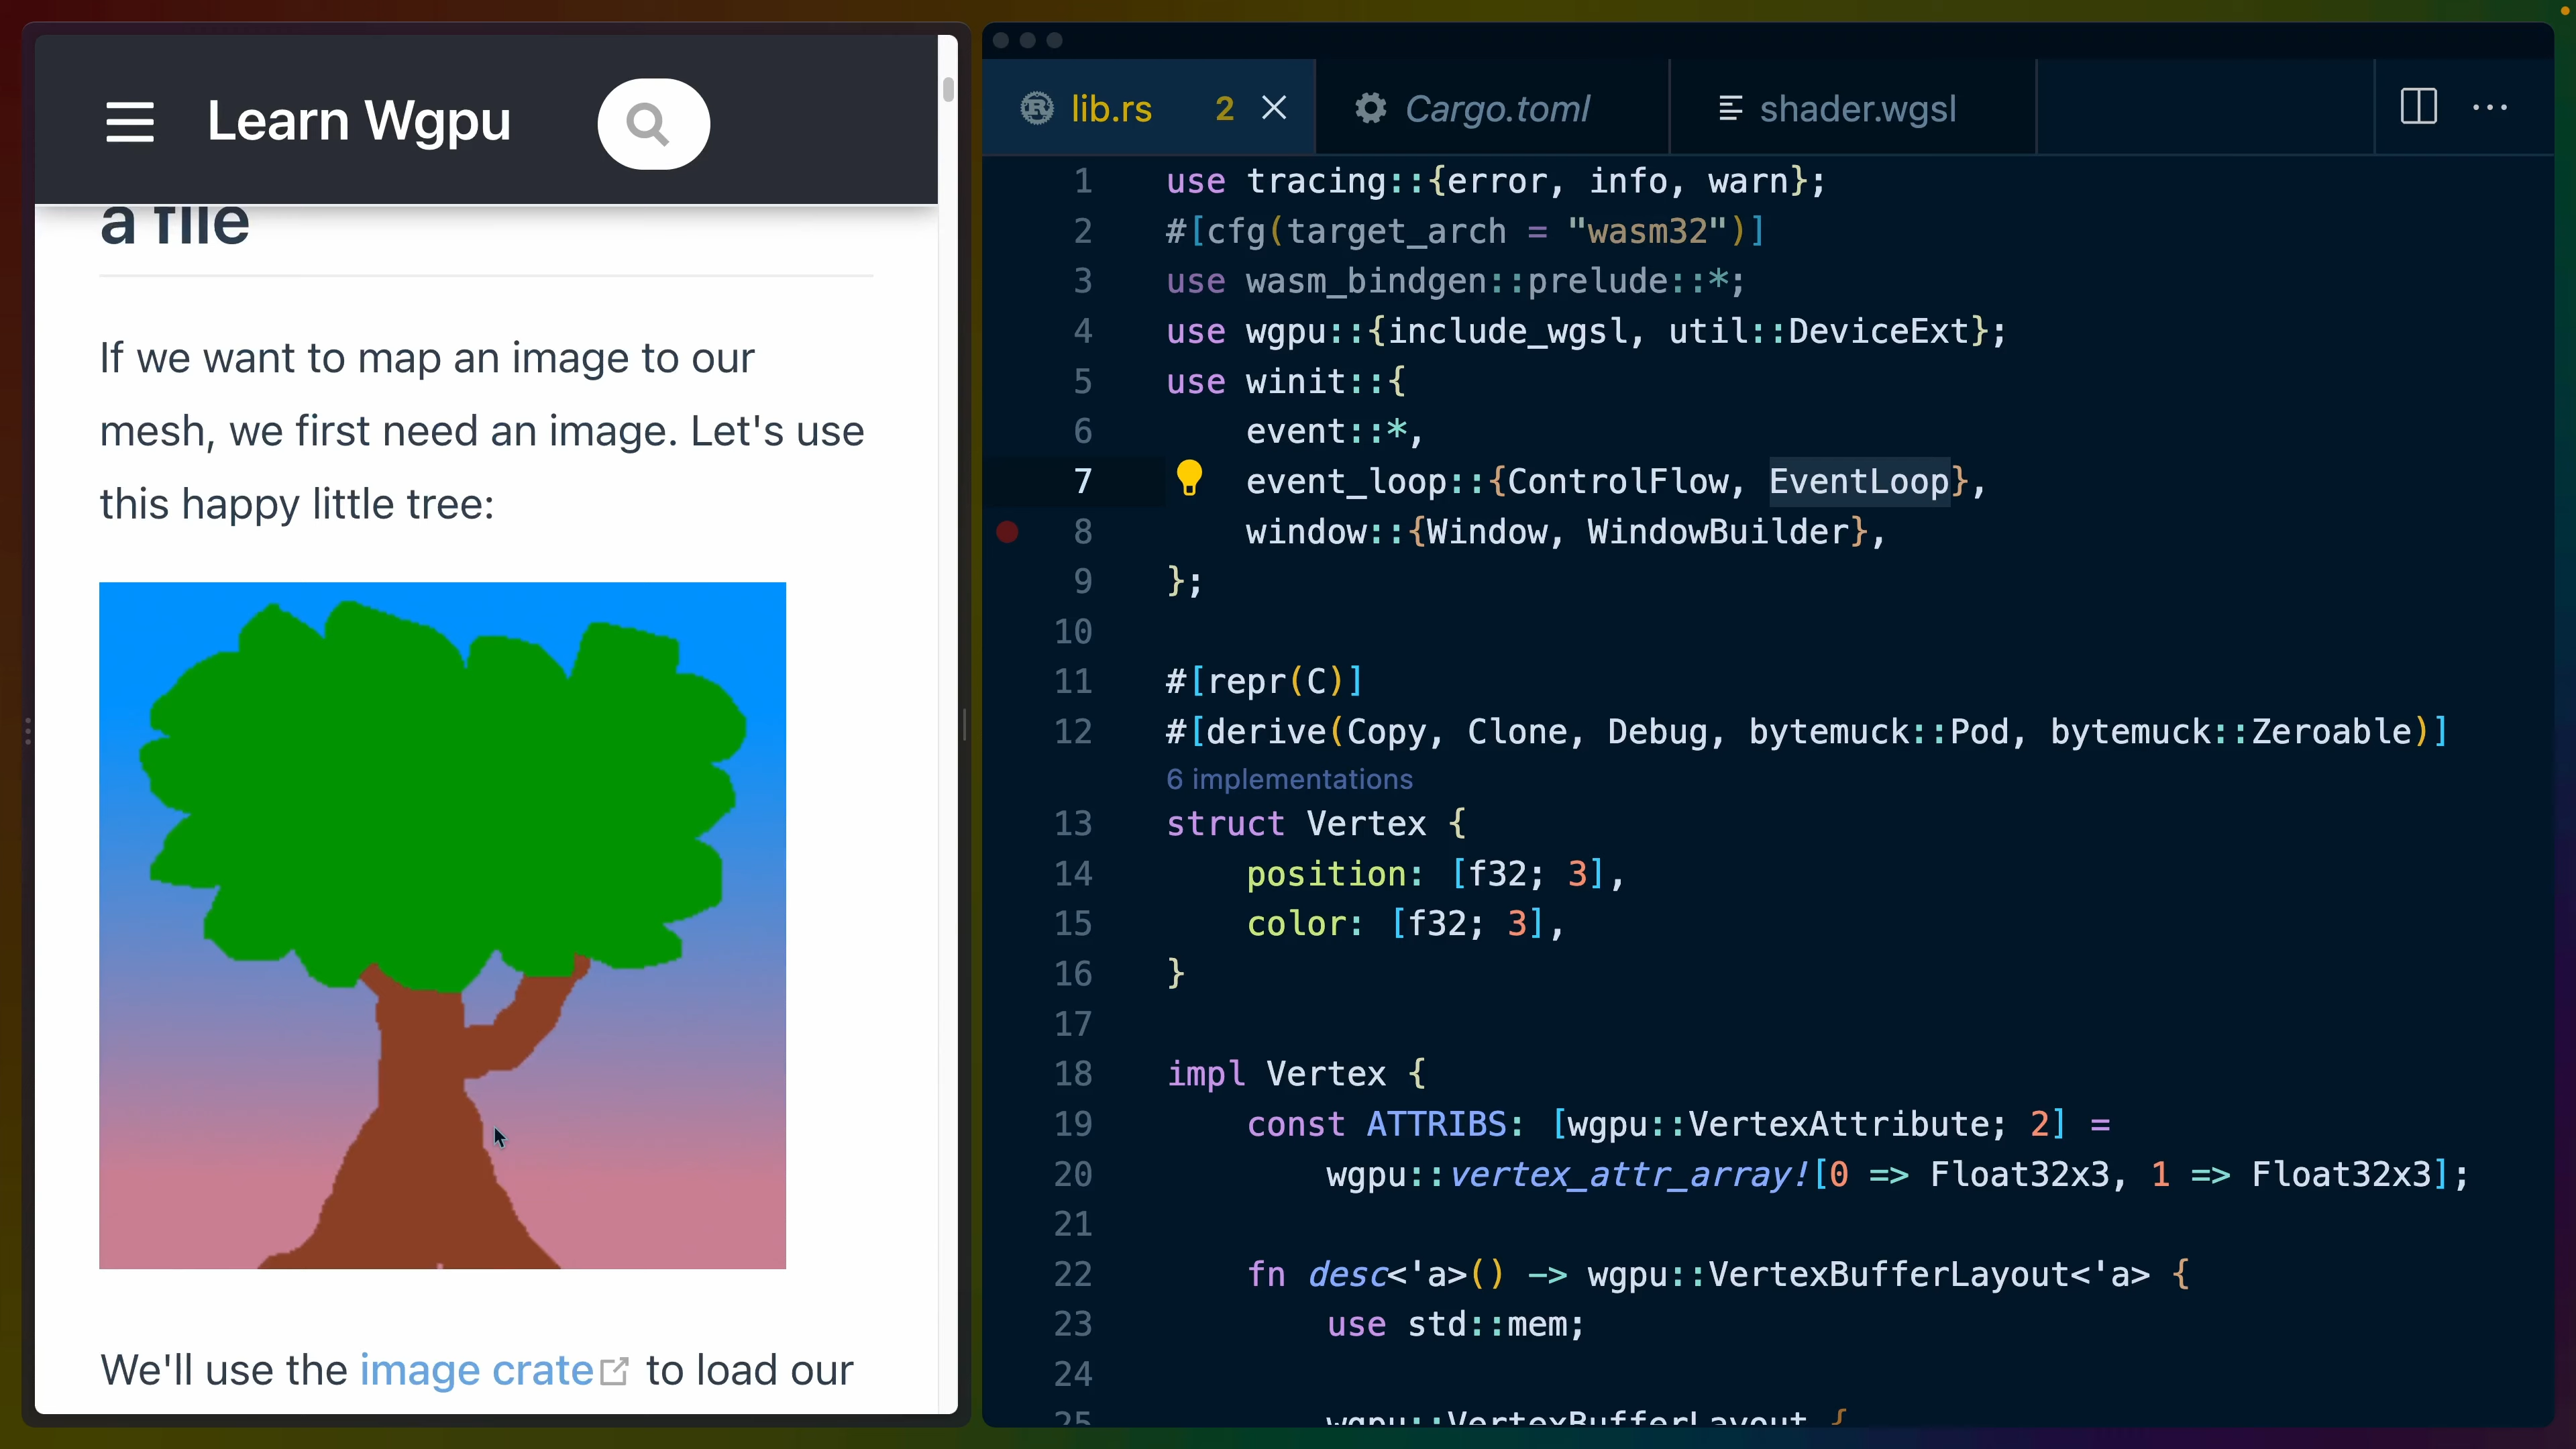 Learn Wgpu
a file
If we want to map an image to our
mesh, we first need an image. Let's use
this happy little tree:
We'll use the image crate to load our
lib.rs 2
Cargo.toml
shader.wgsl
1 use tracing::{error, info, warn};
2 #[cfg(target_arch = "wasm32")]
3 use wasm_bindgen::prelude::*;
4 use wgpu::{include_wgsl, util::DeviceExt};
5 use winit::{
6 event::*,
7 event_loop::{ControlFlow, EventLoop},
8 window::{Window, WindowBuilder},
9 };
10
11 #[repr(C)]
12 #[derive(Copy, Clone, Debug, bytemuck::Pod, bytemuck::Zeroable)]
6 implementations
13 struct Vertex {
14 position: [f32; 3],
15 color: [f32; 3],
16 }
17
18 impl Vertex {
19 const ATTRIBS: [wgpu::VertexAttribute; 2] =
20 wgpu::vertex_attr_array![0 => Float32x3, 1 => Float32x3];
21
22 fn desc<'a>() -> wgpu::VertexBufferLayout<'a> {
23 use std::mem;
24
25 wgpu::VertexBufferLayout {